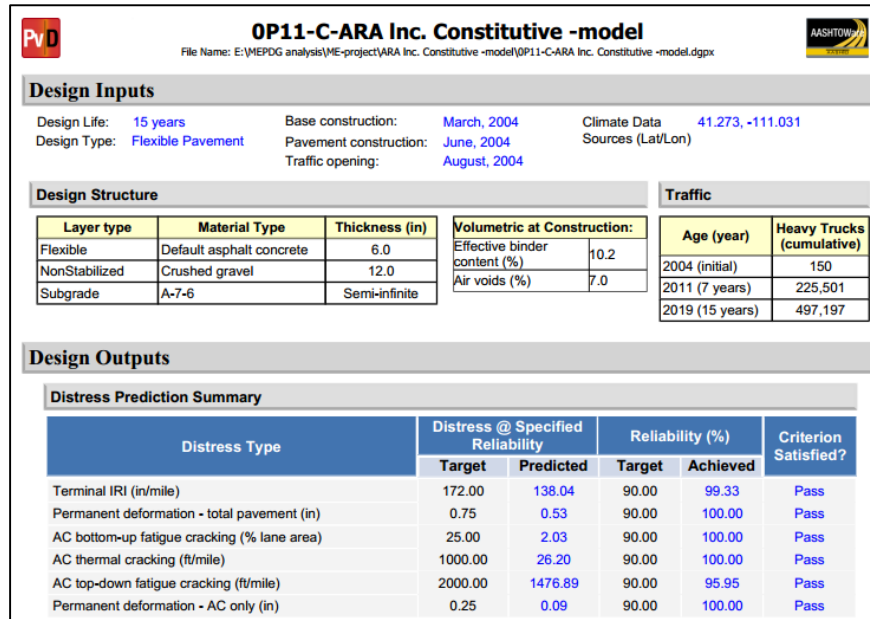 PvD
0P11-C-ARA Inc. Constitutive -model
File Name: E:\MEPDG analysis\ME-project\ARA Inc. Constitutive -model\0P11-C-ARA Inc. Constitutive -model.dgpx
AASHTOWare
Design Inputs
Design Life: 15 years Base construction: March, 2004 Climate Data 41.273, -111.031
Design Type: Flexible Pavement Pavement construction: June, 2004 Sources (Lat/Lon)
Traffic opening: August, 2004
Design Structure
Layer type Material Type Thickness (in)
Flexible Default asphalt concrete 6.0
NonStabilized Crushed gravel 12.0
Subgrade A-7-6 Semi-infinite
Volumetric at Construction:
Effective binder
content (%) 10.2
Air voids (%) 7.0
Traffic
Age (year) Heavy Trucks
(cumulative)
2004 (initial) 150
2011 (7 years) 225,501
2019 (15 years) 497,197
Design Outputs
Distress Prediction Summary
Distress Type Distress @ Specified
Reliability Reliability (%) Criterion
Satisfied?
Target Predicted Target Achieved
Terminal IRI (in/mile) 172.00 138.04 90.00 99.33 Pass
Permanent deformation - total pavement (in) 0.75 0.53 90.00 100.00 Pass
AC bottom-up fatigue cracking (% lane area) 25.00 2.03 90.00 100.00 Pass
AC thermal cracking (ft/mile) 1000.00 26.20 90.00 100.00 Pass
AC top-down fatigue cracking (ft/mile) 2000.00 1476.89 90.00 95.95 Pass
Permanent deformation - AC only (in) 0.25 0.09 90.00 100.00 Pass